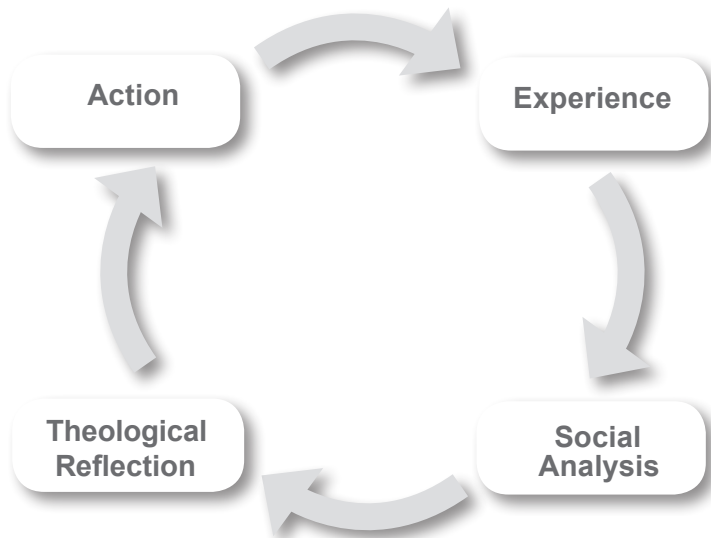 Action
Experience
Theological
Reflection
Social
Analysis